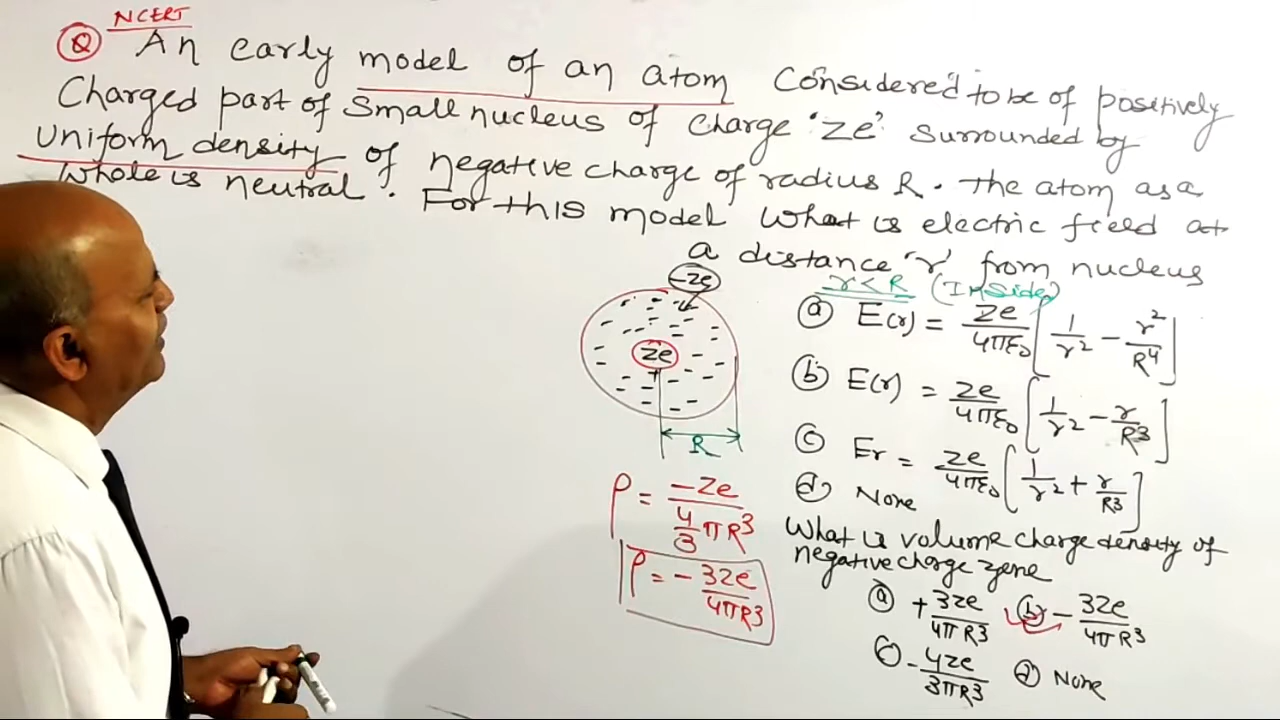 NCERT
Q An early model of an atom Considered to be of positively
Charged part of Small nucleus of charge 'ze' surrounded by
Uniform density of negative charge of radius R. The atom as a
whole is neutral. For this model what is electric field at
a distance 'r' from nucleus
r < R (Inside)
-ze
ze
+
R
a E(r) = ze/4πε0 [1/r² - r²/R⁴]
b E(r) = ze/4πε0 [1/r² - r/R³]
c Er = ze/4πε0 [1/r² + r/R³]
d None
ρ = -ze / (4/3 πR³)
ρ = - 3ze/4πR³
What is volume charge density of
negative charge zone
a + 3ze/4πR³ b - 3ze/4πR³
c - 4ze/3πR³ d None